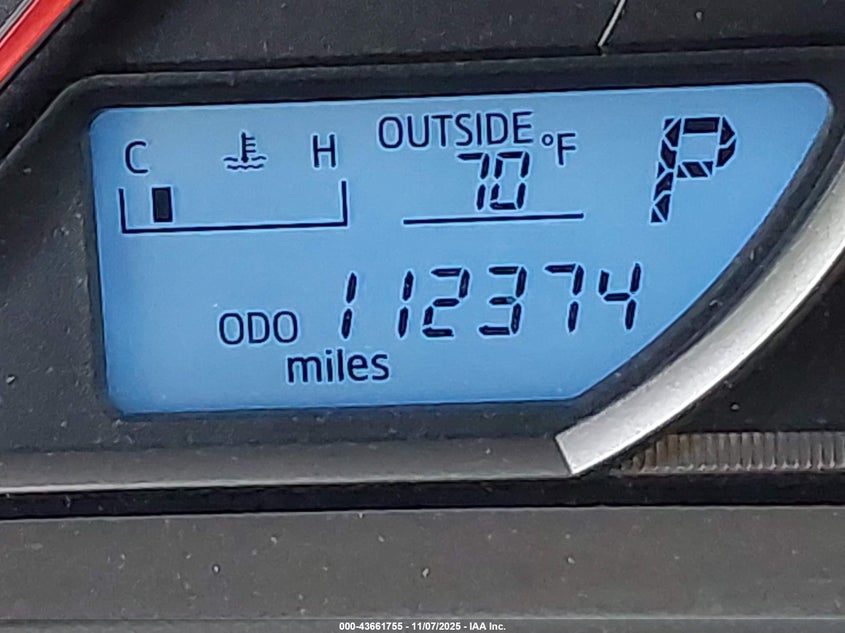 C H OUTSIDE °F P
70
ODO 112374
miles
000-43661755 - 11/07/2025 - IAA Inc.